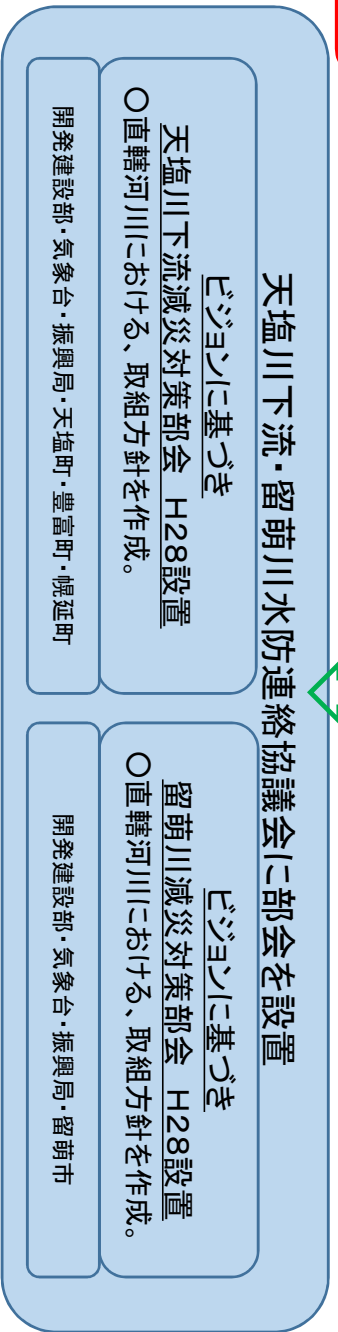 天塩川下流・留萌川水防連絡協議会に部会を設置
ビジョンに基づき
天塩川下流減災対策部会 H28設置
〇直轄河川における、取組方針を作成。
開発建設部・気象台・振興局・天塩町・豊富町・幌延町
ビジョンに基づき
留萌川減災対策部会 H28設置
〇直轄河川における、取組方針を作成。
開発建設部・気象台・振興局・留萌市